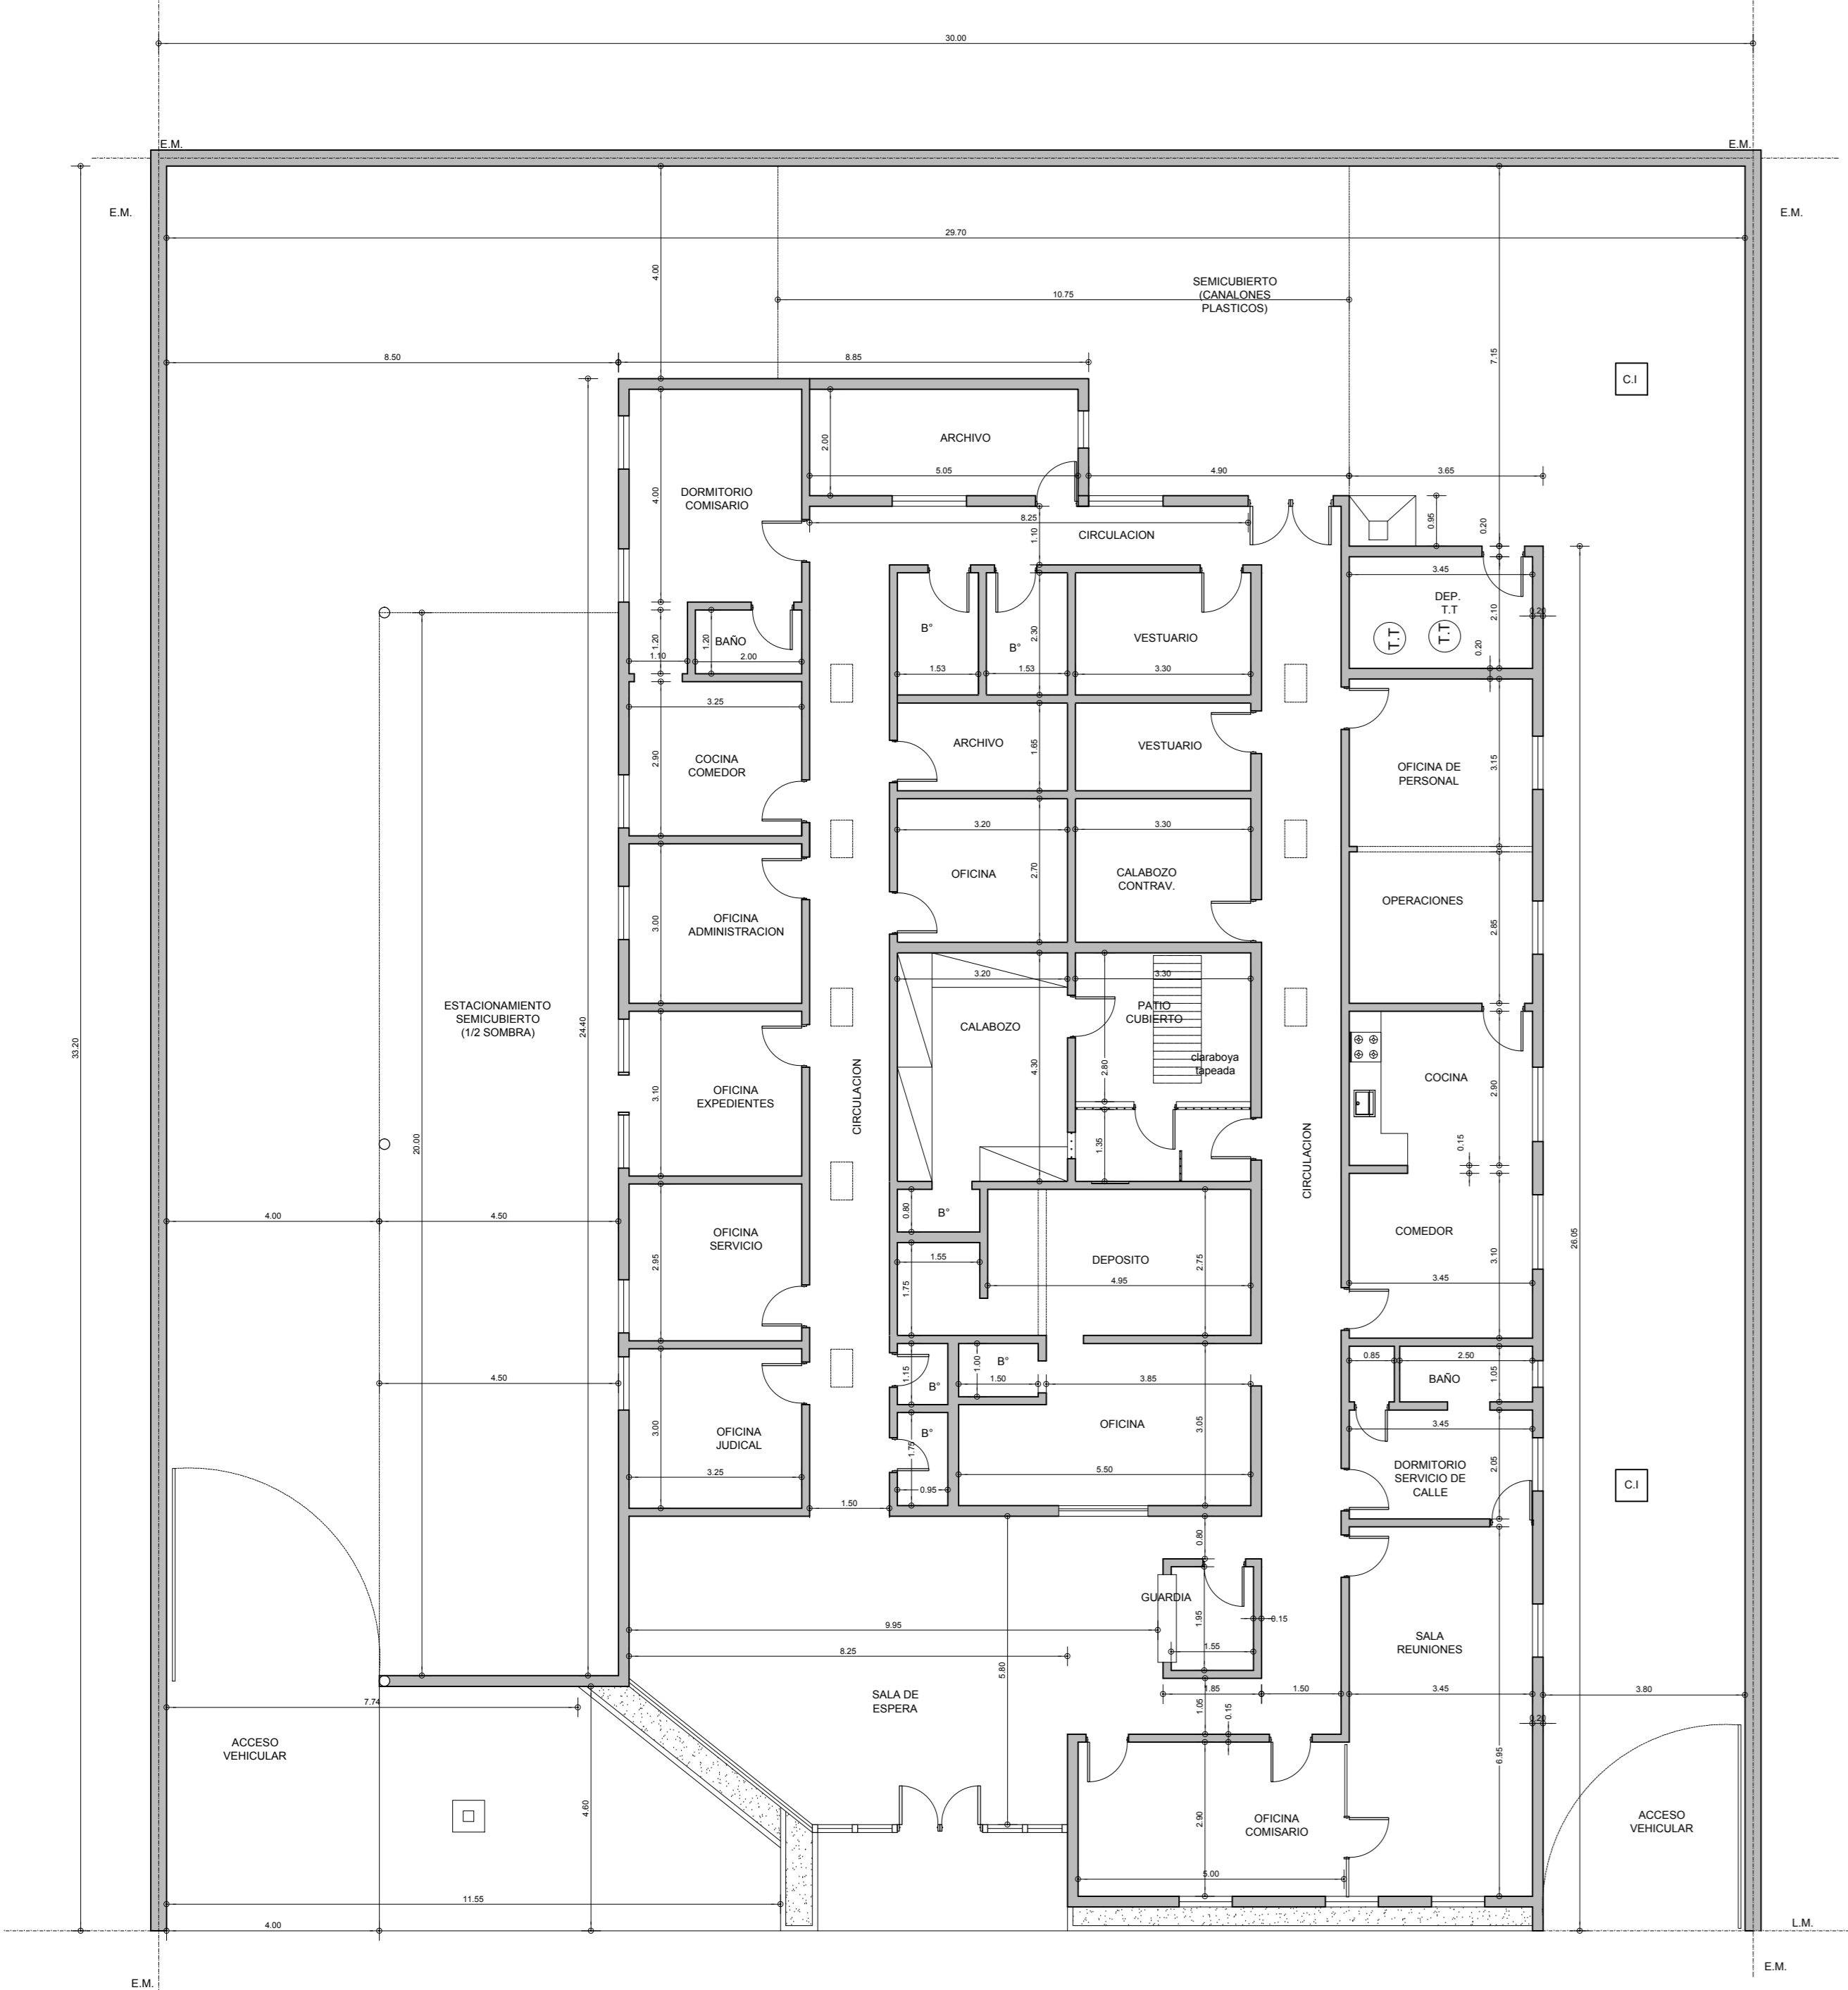 30.00
E.M.
E.M.
E.M.
E.M.
29.70
4.00
SEMICUBIERTO
(CANALONES
PLASTICOS)
10.75
7.15
8.50
8.85
C.I
2.00
ARCHIVO
5.05
4.90
3.65
4.00
DORMITORIO
COMISARIO
8.25
1.10
CIRCULACION
0.95
0.20
3.45
DEP.
T.T
2.10
0.20
T.T
T.T
0.20
B°
B°
2.30
VESTUARIO
1.53
1.53
3.30
1.20
1.20
BAÑO
1.10
2.00
3.25
2.90
COCINA
COMEDOR
ARCHIVO
1.65
VESTUARIO
OFICINA DE
PERSONAL
3.15
3.20
3.30
OFICINA
2.70
CALABOZO
CONTRAV.
OPERACIONES
2.85
3.00
OFICINA
ADMINISTRACION
3.20
3.30
ESTACIONAMIENTO
SEMICUBIERTO
(1/2 SOMBRA)
24.40
33.20
CALABOZO
PATIO
CUBIERTO
claraboya
tapeada
4.30
2.80
1.35
3.10
OFICINA
EXPEDIENTES
CIRCULACION
CIRCULACION
COCINA
2.90
0.15
20.00
4.00
4.50
0.80
B°
OFICINA
SERVICIO
2.95
1.55
1.75
DEPOSITO
4.95
2.75
COMEDOR
3.10
3.45
26.05
4.50
1.15
B°
1.00
B°
1.50
3.85
0.85
2.50
BAÑO
1.05
3.45
3.00
OFICINA
JUDICAL
3.25
B°
1.75
0.95
OFICINA
3.05
5.50
DORMITORIO
SERVICIO DE
CALLE
2.05
C.I
1.50
0.80
GUARDIA
1.95
0.15
1.55
9.95
8.25
5.80
SALA
REUNIONES
SALA DE
ESPERA
1.85
1.50
3.45
3.80
1.05
0.15
0.20
7.74
ACCESO
VEHICULAR
4.60
6.95
2.90
OFICINA
COMISARIO
ACCESO
VEHICULAR
5.00
11.55
4.00
L.M.
E.M.
E.M.